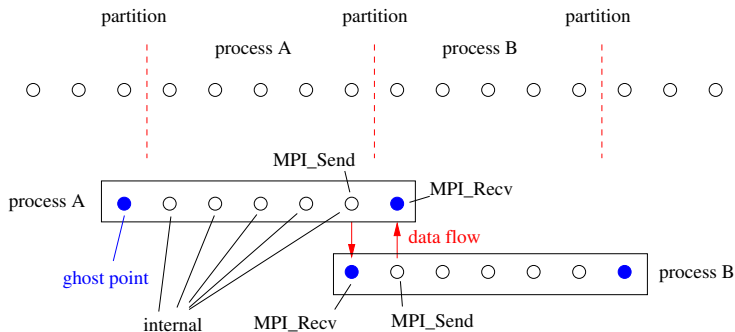 partition
partition
partition
process A
process B
MPI_Send
MPI_Recv
process A
data flow
ghost point
process B
internal
MPI_Recv
MPI_Send